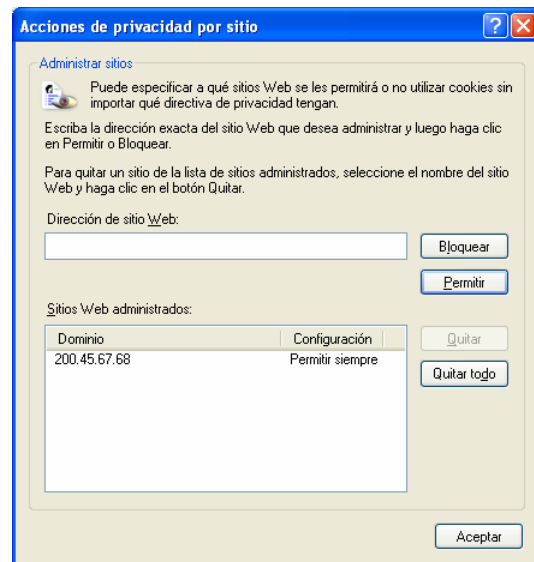 Acciones de privacidad por sitio
Administrar sitios
Puede especificar a qué sitios Web se les permitirá o no utilizar cookies sin
importar qué directiva de privacidad tengan.
Escriba la dirección exacta del sitio Web que desea administrar y luego haga clic
en Permitir o Bloquear.
Para quitar un sitio de la lista de sitios administrados, seleccione el nombre del sitio
Web y haga clic en el botón Quitar.
Dirección de sitio Web:
Bloquear
Permitir
Sitios Web administrados:
Dominio Configuración
200.45.67.68 Permitir siempre
Quitar
Quitar todo
Aceptar